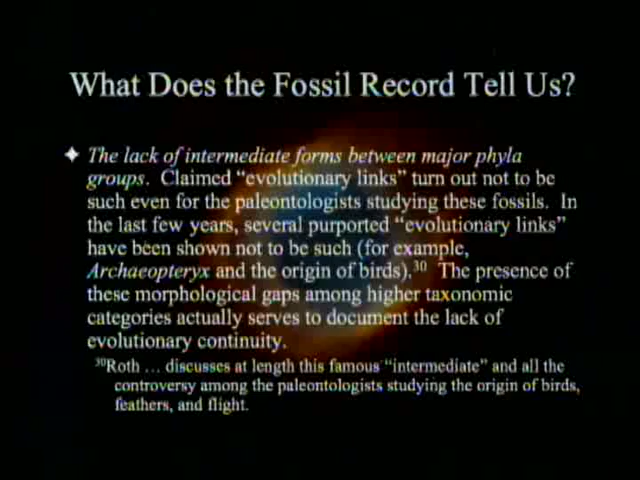 What Does the Fossil Record Tell Us?
✦ The lack of intermediate forms between major phyla
groups. Claimed “evolutionary links” turn out not to be
such even for the paleontologists studying these fossils. In
the last few years, several purported “evolutionary links”
have been shown not to be such (for example,
Archaeopteryx and the origin of birds).³⁰ The presence of
these morphological gaps among higher taxonomic
categories actually serves to document the lack of
evolutionary continuity.
³⁰Roth … discusses at length this famous “intermediate” and all the
controversy among the paleontologists studying the origin of birds,
feathers, and flight.